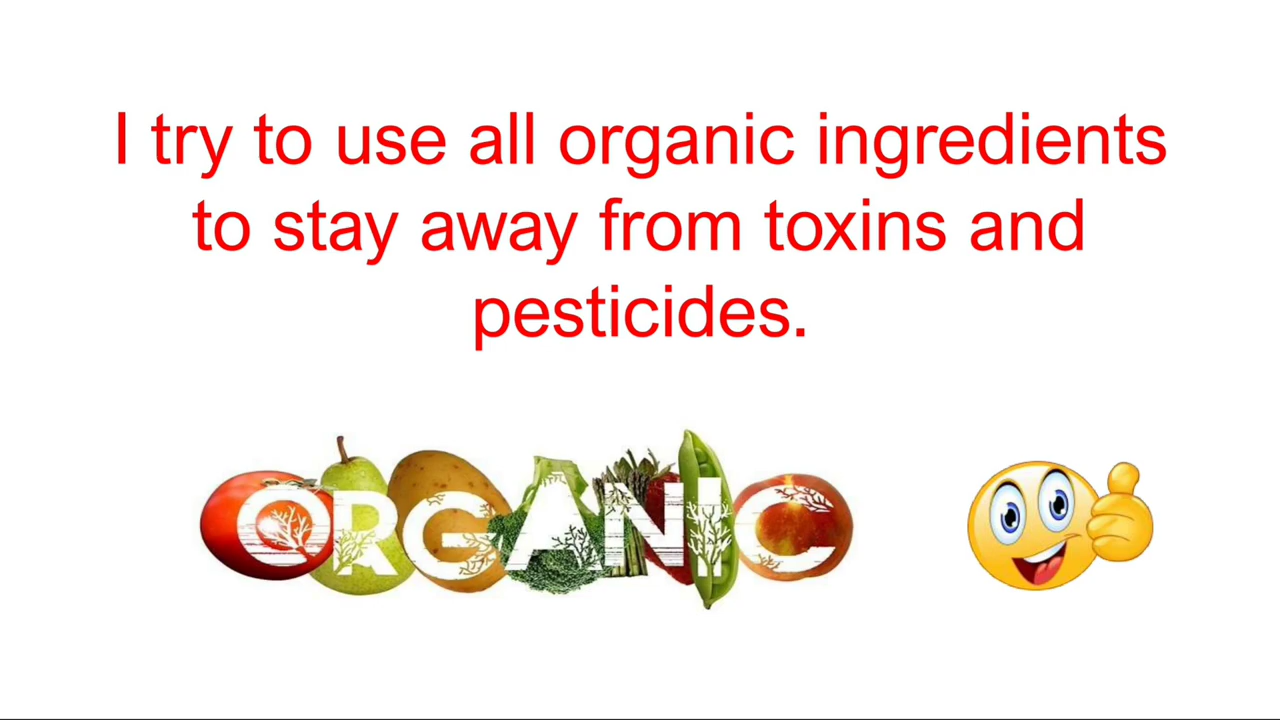 I try to use all organic ingredients
to stay away from toxins and
pesticides.
ORGANIC